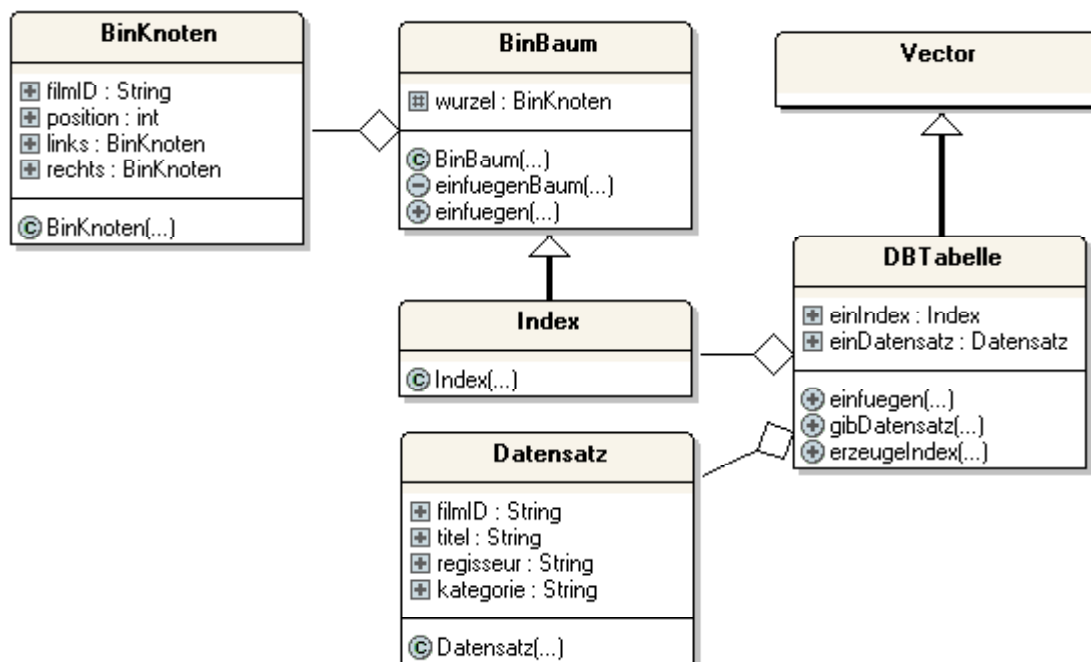 BinKnoten
filmID : String
position : int
links : BinKnoten
rechts : BinKnoten
BinKnoten(...)
BinBaum
wurzel : BinKnoten
BinBaum(...)
einfuegenBaum(...)
einfuegen(...)
Vector
Index
Index(...)
DBTabelle
einIndex : Index
einDatensatz : Datensatz
einfuegen(...)
gibDatensatz(...)
erzeugeIndex(...)
Datensatz
filmID : String
titel : String
regisseur : String
kategorie : String
Datensatz(...)